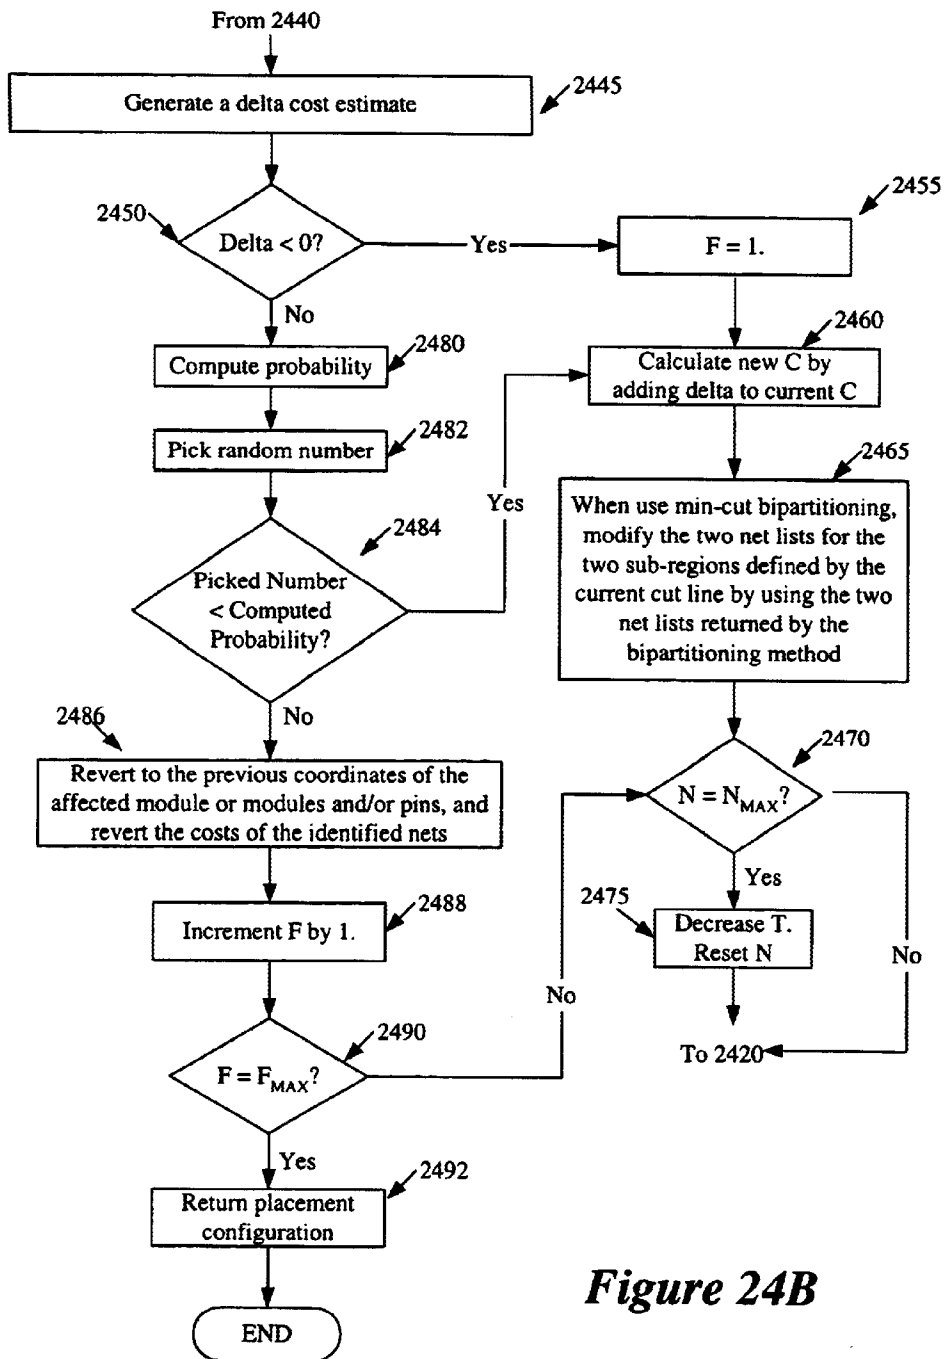 From 2440
Generate a delta cost estimate
2445
2450
Delta < 0?
Yes
2455
F = 1.
No
2480
Compute probability
2460
Calculate new C by
adding delta to current C
2482
Pick random number
2465
When use min-cut bipartitioning,
modify the two net lists for the
two sub-regions defined by the
current cut line by using the two
net lists returned by the
bipartitioning method
2484
Picked Number
< Computed
Probability?
Yes
No
2486
Revert to the previous coordinates of the
affected module or modules and/or pins, and
revert the costs of the identified nets
2470
N = NMAX?
Yes
No
2475
Decrease T.
Reset N
To 2420
2488
Increment F by 1.
2490
F = FMAX?
No
Yes
2492
Return placement
configuration
END
Figure 24B